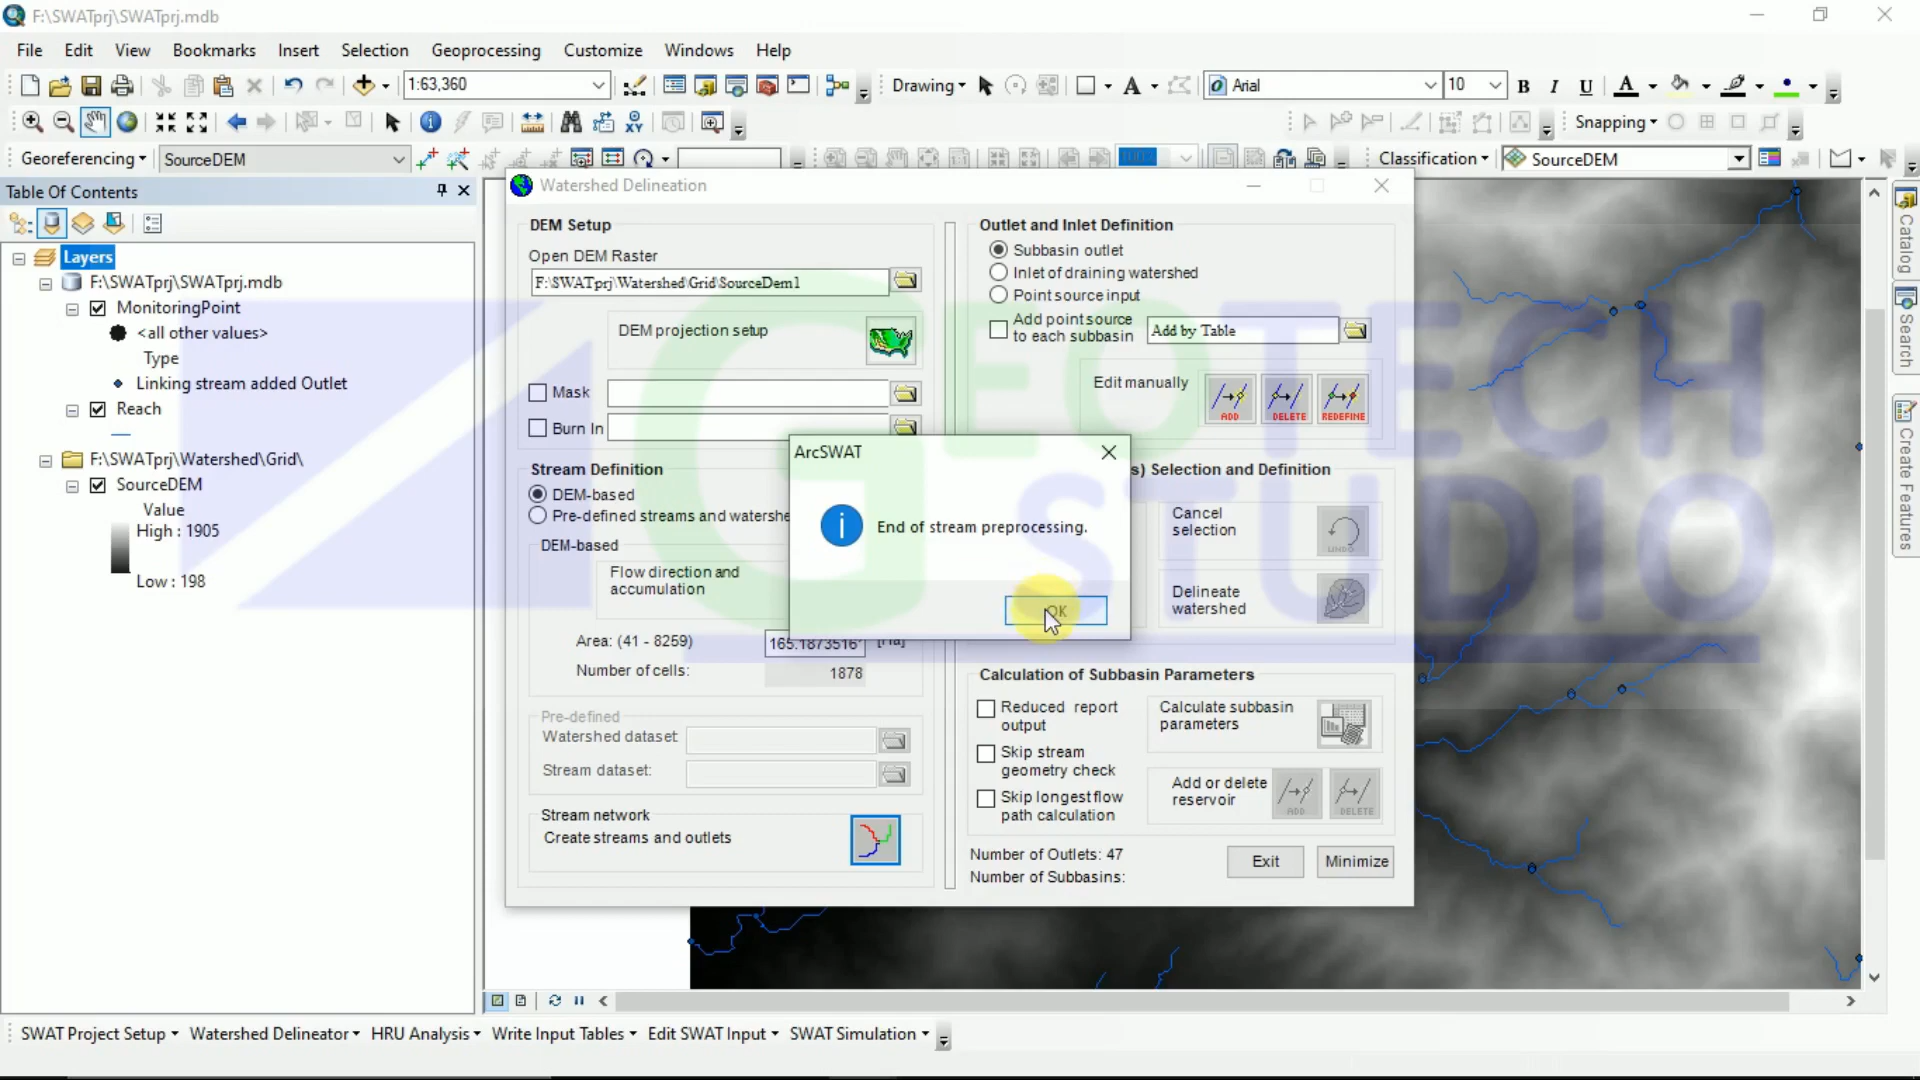 F:\SWATprj\SWATprj.mdb
File Edit View Bookmarks Insert Selection Geoprocessing Customize Windows Help
1:63,360
Drawing
Arial
10
B I U A
Snapping
Georeferencing
SourceDEM
100%
Classification
SourceDEM
Table Of Contents
Layers
F:\SWATprj\SWATprj.mdb
MonitoringPoint
<all other values>
Type
Linking stream added Outlet
Reach
F:\SWATprj\Watershed\Grid\
SourceDEM
Value
High : 1905
Low : 198
Watershed Delineation
DEM Setup
Open DEM Raster
F:\SWATprj\Watershed\Grid\SourceDem1
DEM projection setup
Mask
Burn In
Stream Definition
DEM-based
Pre-defined streams and watershe
DEM-based
Flow direction and
accumulation
Area: (41 - 8259)
165.1873516
[Ha]
Number of cells:
1878
Pre-defined
Watershed dataset
Stream dataset:
Stream network
Create streams and outlets
Outlet and Inlet Definition
Subbasin outlet
Inlet of draining watershed
Point source input
Add point source
to each subbasin
Add by Table
Edit manually
ADD
DELETE
REDEFINE
s) Selection and Definition
Cancel
selection
UNDO
Delineate
watershed
Calculation of Subbasin Parameters
Reduced report
output
Skip stream
geometry check
Skip longest flow
path calculation
Calculate subbasin
parameters
Add or delete
reservoir
ADD
DELETE
Number of Outlets: 47
Number of Subbasins:
Exit
Minimize
ArcSWAT
End of stream preprocessing.
OK
GEOTECH
STUDIO
Catalog
Search
Create Features
SWAT Project Setup Watershed Delineator HRU Analysis Write Input Tables Edit SWAT Input SWAT Simulation